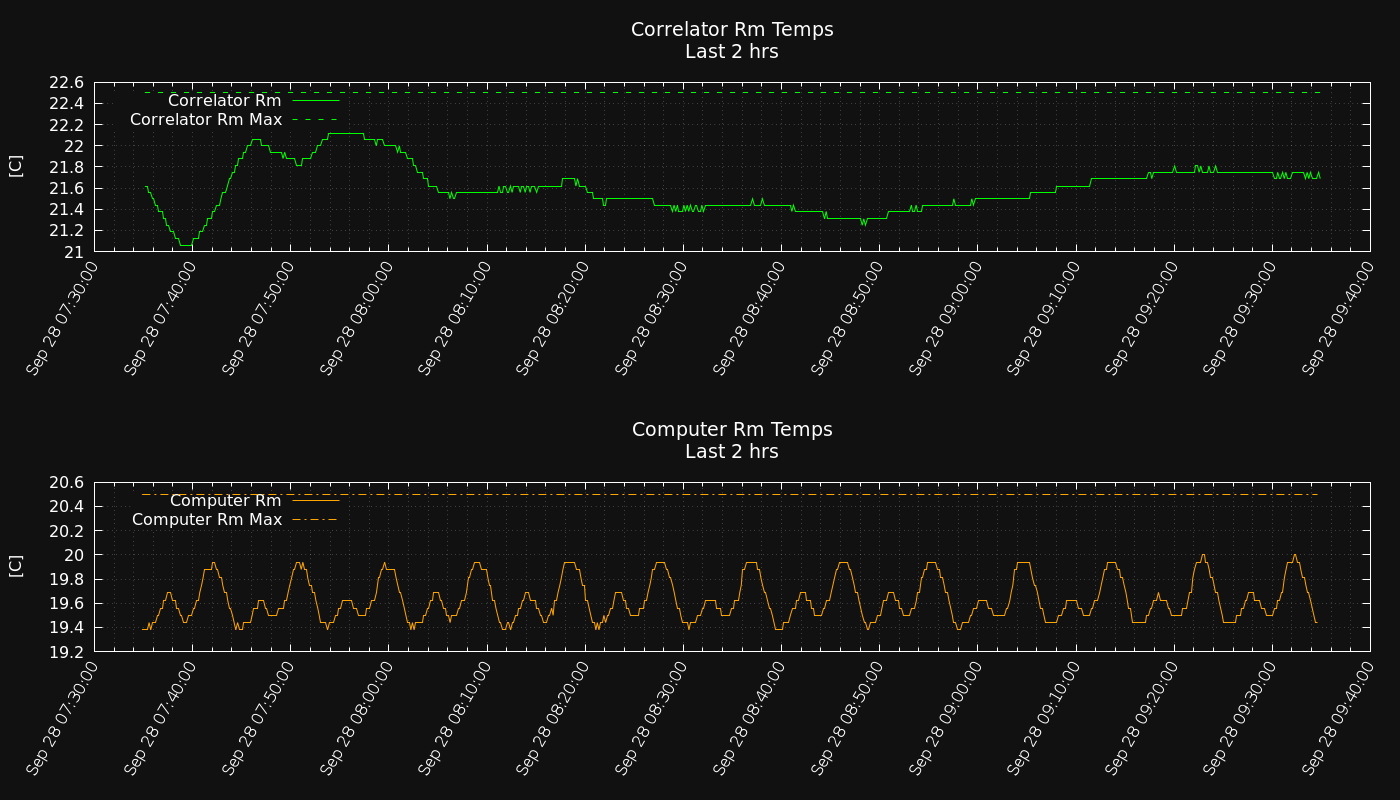 Correlator Rm Temps
Last 2 hrs
22.6
22.4
22.2
22
21.8
21.6
21.4
21.2
21
[C]
Correlator Rm
Correlator Rm Max
Sep 28 07:30:00
Sep 28 07:40:00
Sep 28 07:50:00
Sep 28 08:00:00
Sep 28 08:10:00
Sep 28 08:20:00
Sep 28 08:30:00
Sep 28 08:40:00
Sep 28 08:50:00
Sep 28 09:00:00
Sep 28 09:10:00
Sep 28 09:20:00
Sep 28 09:30:00
Sep 28 09:40:00
Computer Rm Temps
Last 2 hrs
20.6
20.4
20.2
20
19.8
19.6
19.4
19.2
[C]
Computer Rm
Computer Rm Max
Sep 28 07:30:00
Sep 28 07:40:00
Sep 28 07:50:00
Sep 28 08:00:00
Sep 28 08:10:00
Sep 28 08:20:00
Sep 28 08:30:00
Sep 28 08:40:00
Sep 28 08:50:00
Sep 28 09:00:00
Sep 28 09:10:00
Sep 28 09:20:00
Sep 28 09:30:00
Sep 28 09:40:00